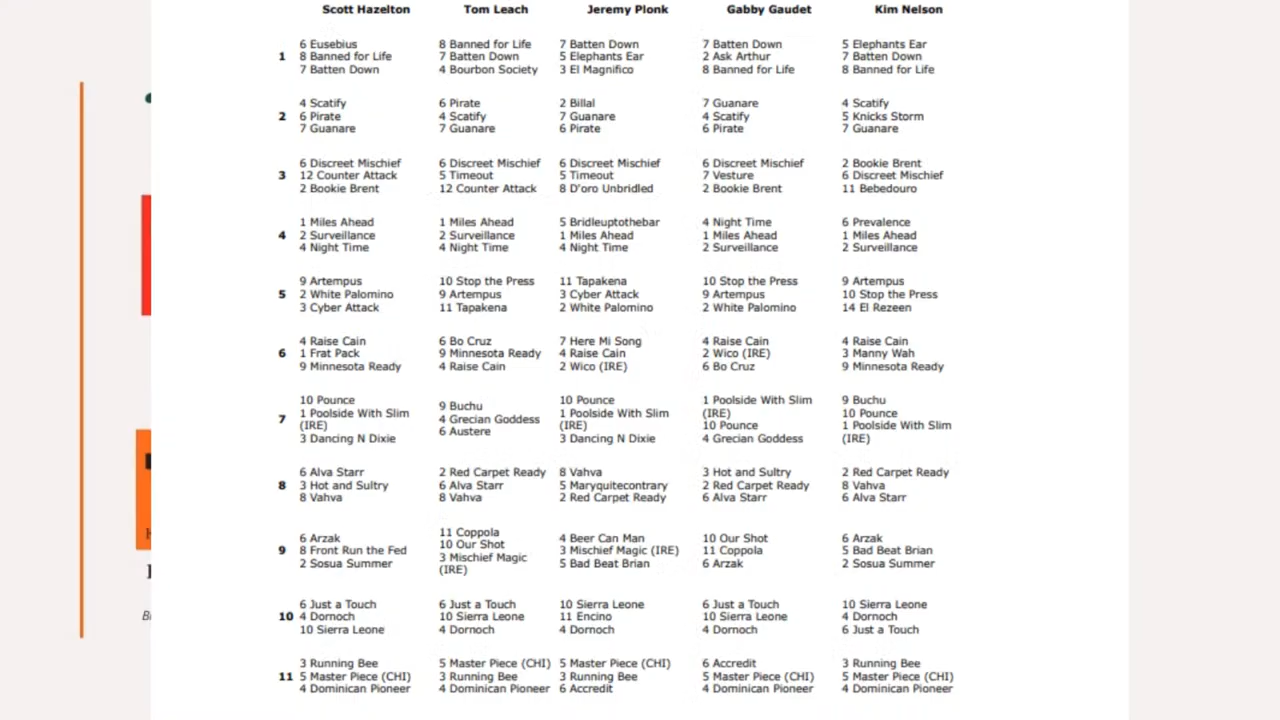 Scott Hazelton Tom Leach Jeremy Plonk Gabby Gaudet Kim Nelson
6 Eusebius 8 Banned for Life 7 Batten Down 7 Batten Down 5 Elephants Ear
1 8 Banned for Life 7 Batten Down 5 Elephants Ear 2 Ask Arthur 7 Batten Down
7 Batten Down 4 Bourbon Society 3 El Magnifico 8 Banned for Life 8 Banned for Life
4 Scatify 6 Pirate 2 Billal 7 Guanare 4 Scatify
2 6 Pirate 4 Scatify 7 Guanare 4 Scatify 5 Knicks Storm
7 Guanare 7 Guanare 6 Pirate 6 Pirate 7 Guanare
6 Discreet Mischief 6 Discreet Mischief 6 Discreet Mischief 6 Discreet Mischief 2 Bookie Brent
3 12 Counter Attack 5 Timeout 5 Timeout 7 Vesture 6 Discreet Mischief
2 Bookie Brent 12 Counter Attack 8 D'oro Unbridled 2 Bookie Brent 11 Bebedouro
1 Miles Ahead 1 Miles Ahead 5 Bridleuptothebar 4 Night Time 6 Prevalence
4 2 Surveillance 2 Surveillance 1 Miles Ahead 1 Miles Ahead 1 Miles Ahead
4 Night Time 4 Night Time 4 Night Time 2 Surveillance 2 Surveillance
9 Artempus 10 Stop the Press 11 Tapakena 10 Stop the Press 9 Artempus
5 2 White Palomino 9 Artempus 3 Cyber Attack 9 Artempus 10 Stop the Press
3 Cyber Attack 11 Tapakena 2 White Palomino 2 White Palomino 14 El Rezeen
4 Raise Cain 6 Bo Cruz 7 Here Mi Song 4 Raise Cain 4 Raise Cain
6 1 Frat Pack 9 Minnesota Ready 4 Raise Cain 2 Wico (IRE) 3 Manny Wah
9 Minnesota Ready 4 Raise Cain 2 Wico (IRE) 6 Bo Cruz 9 Minnesota Ready
10 Pounce 9 Buchu 10 Pounce 1 Poolside With Slim 9 Buchu
7 1 Poolside With Slim 4 Grecian Goddess 1 Poolside With Slim (IRE) 10 Pounce
(IRE) 6 Austere (IRE) 10 Pounce 1 Poolside With Slim
3 Dancing N Dixie 3 Dancing N Dixie 4 Grecian Goddess (IRE)
6 Alva Starr 2 Red Carpet Ready 8 Vahva 3 Hot and Sultry 2 Red Carpet Ready
8 3 Hot and Sultry 6 Alva Starr 5 Maryquitecontrary 2 Red Carpet Ready 8 Vahva
8 Vahva 8 Vahva 2 Red Carpet Ready 6 Alva Starr 6 Alva Starr
6 Arzak 11 Coppola 4 Beer Can Man 10 Our Shot 6 Arzak
9 8 Front Run the Fed 10 Our Shot 3 Mischief Magic (IRE) 11 Coppola 5 Bad Beat Brian
2 Sosua Summer 3 Mischief Magic 5 Bad Beat Brian 6 Arzak 2 Sosua Summer
(IRE)
6 Just a Touch 6 Just a Touch 10 Sierra Leone 6 Just a Touch 10 Sierra Leone
10 4 Dornoch 10 Sierra Leone 11 Encino 10 Sierra Leone 4 Dornoch
10 Sierra Leone 4 Dornoch 4 Dornoch 4 Dornoch 6 Just a Touch
3 Running Bee 5 Master Piece (CHI) 5 Master Piece (CHI) 6 Accredit 3 Running Bee
11 5 Master Piece (CHI) 3 Running Bee 3 Running Bee 5 Master Piece (CHI) 5 Master Piece (CHI)
4 Dominican Pioneer 4 Dominican Pioneer 6 Accredit 4 Dominican Pioneer 4 Dominican Pioneer